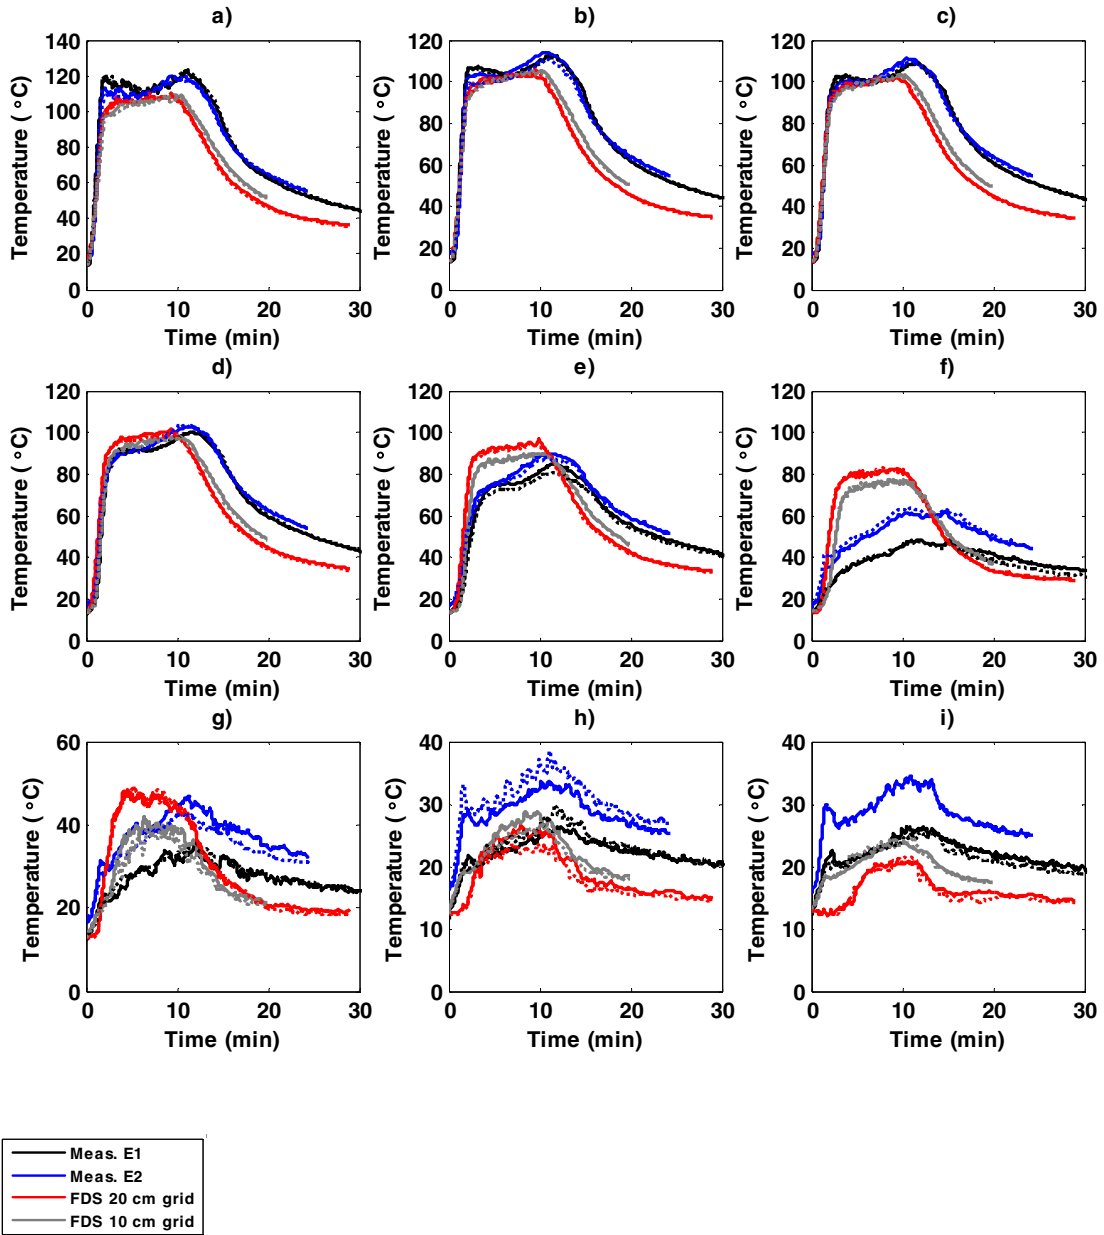 a)
140
120
100
80
60
40
20
0
Temperature ( °C)
0 10 20 30
Time (min)
b)
120
100
80
60
40
20
0
Temperature ( °C)
0 10 20 30
Time (min)
c)
120
100
80
60
40
20
0
Temperature ( °C)
0 10 20 30
Time (min)
d)
120
100
80
60
40
20
0
Temperature ( °C)
0 10 20 30
Time (min)
e)
120
100
80
60
40
20
0
Temperature ( °C)
0 10 20 30
Time (min)
f)
120
100
80
60
40
20
0
Temperature ( °C)
0 10 20 30
Time (min)
g)
60
40
20
0
Temperature ( °C)
0 10 20 30
Time (min)
h)
40
30
20
10
0
Temperature ( °C)
0 10 20 30
Time (min)
i)
40
30
20
10
0
Temperature ( °C)
0 10 20 30
Time (min)
Meas. E1
Meas. E2
FDS 20 cm grid
FDS 10 cm grid